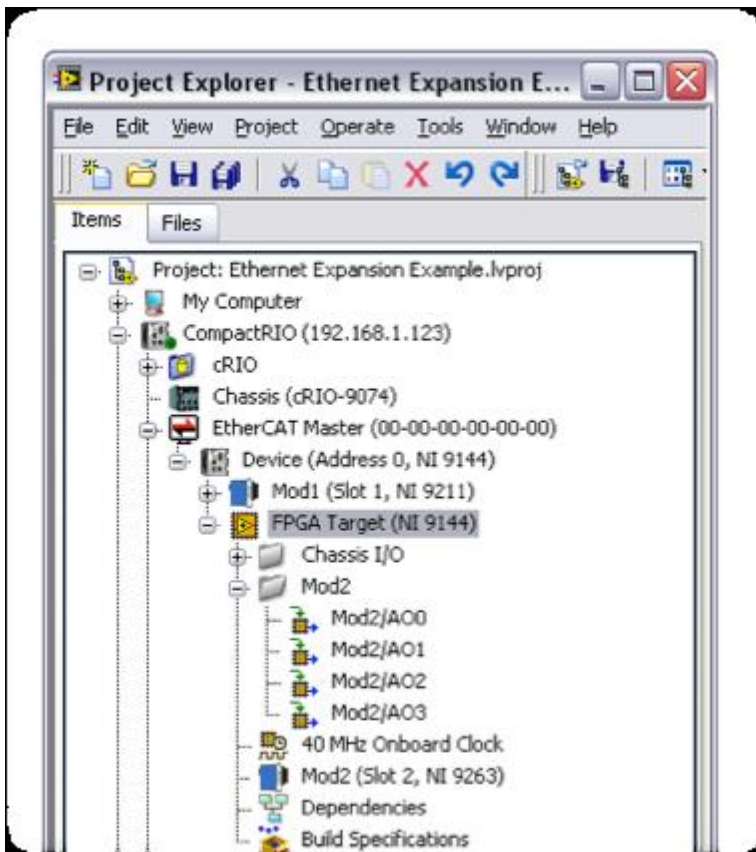 Project Explorer - Ethernet Expansion E...
File Edit View Project Operate Tools Window Help
Items Files
Project: Ethernet Expansion Example.lvproj
My Computer
CompactRIO (192.168.1.123)
cRIO
Chassis (cRIO-9074)
EtherCAT Master (00-00-00-00-00-00)
Device (Address 0, NI 9144)
Mod1 (Slot 1, NI 9211)
FPGA Target (NI 9144)
Chassis I/O
Mod2
Mod2/AO0
Mod2/AO1
Mod2/AO2
Mod2/AO3
40 MHz Onboard Clock
Mod2 (Slot 2, NI 9263)
Dependencies
Build Specifications